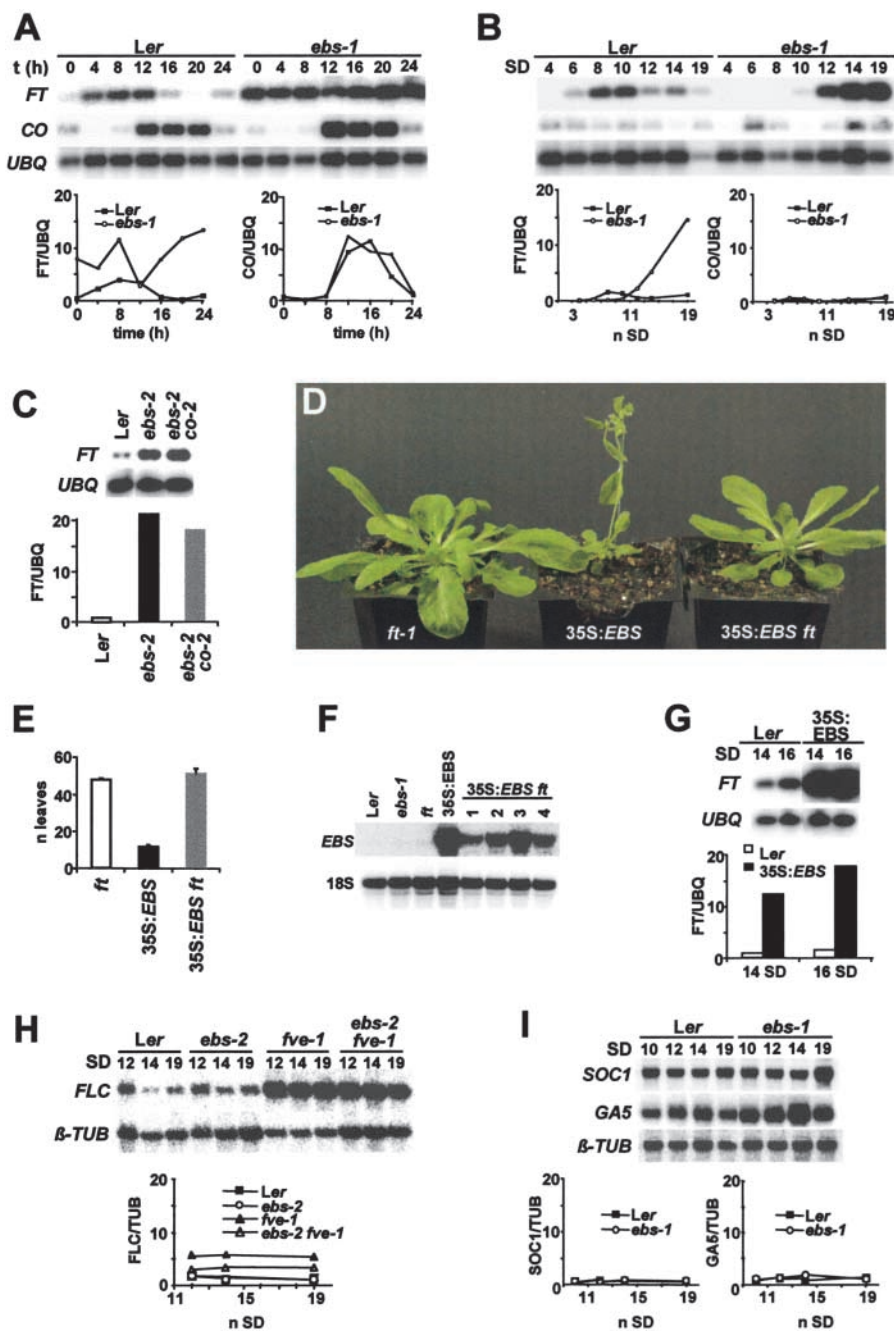 A
Ler ebs-1
t (h) 0 4 8 12 16 20 24 0 4 8 12 16 20 24
FT
CO
UBQ
20
10
0
FT/UBQ
Ler
ebs-1
0 8 16 24
time (h)
20
10
0
CO/UBQ
Ler
ebs-1
0 8 16 24
time (h)
B
Ler ebs-1
SD 4 6 8 10 12 14 19 4 6 8 10 12 14 19
20
10
0
FT/UBQ
Ler
ebs-1
3 11 19
n SD
20
10
0
CO/UBQ
Ler
ebs-1
3 11 19
n SD
C
Ler ebs-2 ebs-2 co-2
FT
UBQ
20
10
0
FT/UBQ
Ler ebs-2 ebs-2 co-2
D
ft-1 35S:EBS 35S:EBS ft
E
60
40
20
0
n leaves
ft 35S:EBS 35S:EBS ft
F
Ler ebs-1 ft 35S:EBS 35S:EBS ft
1 2 3 4
EBS
18S
G
Ler 35S:EBS
SD 14 16 14 16
FT
UBQ
Ler
35S:EBS
20
10
0
FT/UBQ
14 SD 16 SD
H
Ler ebs-2 fve-1 ebs-2 fve-1
SD 12 14 19 12 14 19 12 14 19 12 14 19
FLC
ß-TUB
20
10
0
FLC/TUB
Ler
ebs-2
fve-1
ebs-2 fve-1
11 15 19
n SD
I
Ler ebs-1
SD 10 12 14 19 10 12 14 19
SOC1
GA5
ß-TUB
20
10
0
SOC1/TUB
Ler
ebs-1
11 15 19
n SD
20
10
0
GA5/TUB
Ler
ebs-1
11 15 19
n SD